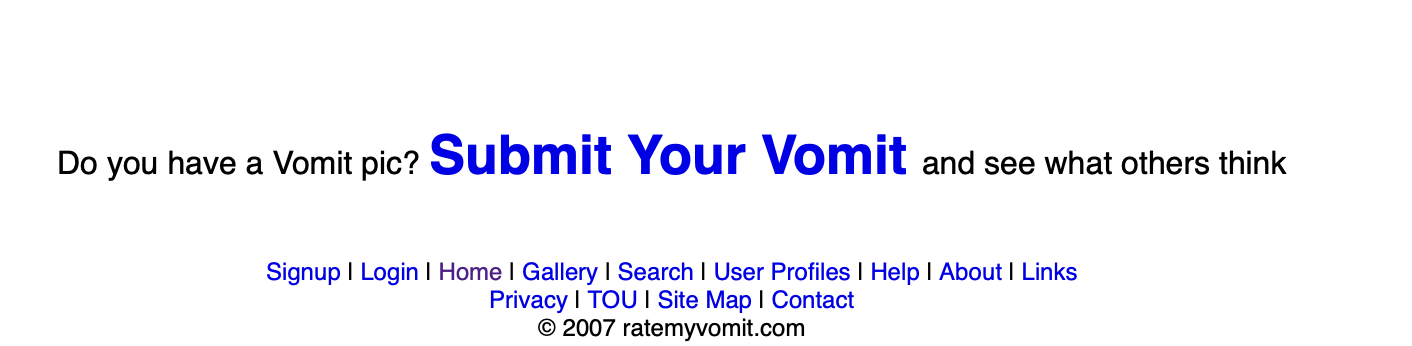 Do you have a Vomit pic? Submit Your Vomit and see what others think
Signup | Login | Home | Gallery | Search | User Profiles | Help | About | Links
Privacy | TOU | Site Map | Contact
© 2007 ratemyvomit.com